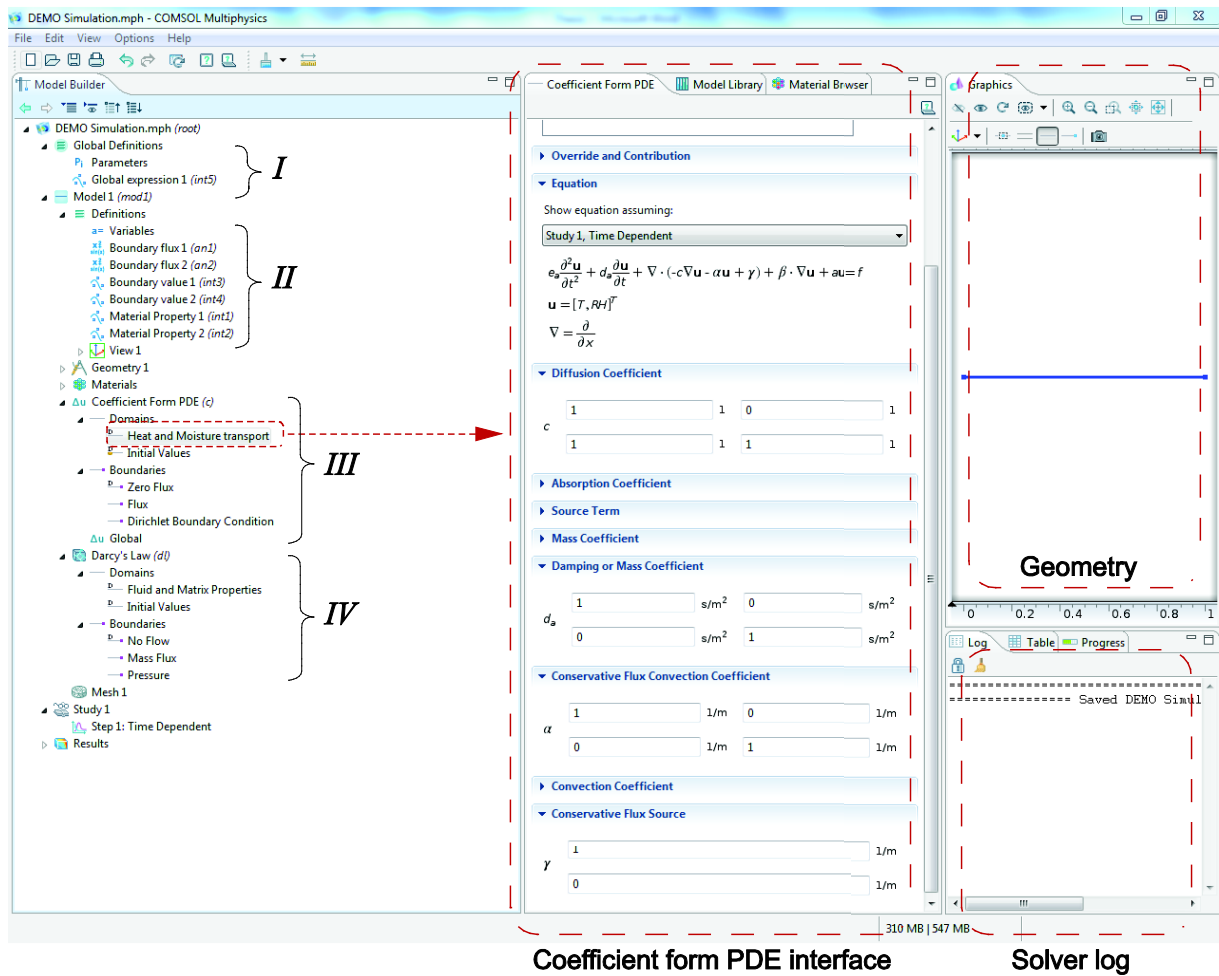 DEMO Simulation.mph - COMSOL Multiphysics
File Edit View Options Help
Model Builder
DEMO Simulation.mph (root)
Global Definitions
Pi Parameters
Global expression 1 (int5)
I
Model 1 (mod1)
Definitions
a= Variables
Boundary flux 1 (an1)
Boundary flux 2 (an2)
Boundary value 1 (int3)
Boundary value 2 (int4)
Material Property 1 (int1)
Material Property 2 (int2)
II
View 1
Geometry 1
Materials
Δu Coefficient Form PDE (c)
Domains
Heat and Moisture transport
Initial Values
Boundaries
Zero Flux
Flux
Dirichlet Boundary Condition
Δu Global
III
Darcy's Law (dl)
Domains
Fluid and Matrix Properties
Initial Values
Boundaries
No Flow
Mass Flux
Pressure
IV
Mesh 1
Study 1
Step 1: Time Dependent
Results
Coefficient Form PDE Model Library Material Brwser
Override and Contribution
Equation
Show equation assuming:
Study 1, Time Dependent
e_a ∂²u/∂t² + d_a ∂u/∂t + ∇ · (-c∇u - αu + γ) + β · ∇u + au = f
u = [T, RH]^T
∇ = ∂/∂x
Diffusion Coefficient
c
1 1 0 1
1 1 1 1
Absorption Coefficient
Source Term
Mass Coefficient
Damping or Mass Coefficient
d_a
1 s/m² 0 s/m²
0 s/m² 1 s/m²
Conservative Flux Convection Coefficient
α
1 1/m 0 1/m
0 1/m 1 1/m
Convection Coefficient
Conservative Flux Source
γ
1 1/m
0 1/m
Graphics
Geometry
0 0.2 0.4 0.6 0.8 1
Log Table Progress
================ Saved DEMO Simul
310 MB | 547 MB
Coefficient form PDE interface
Solver log